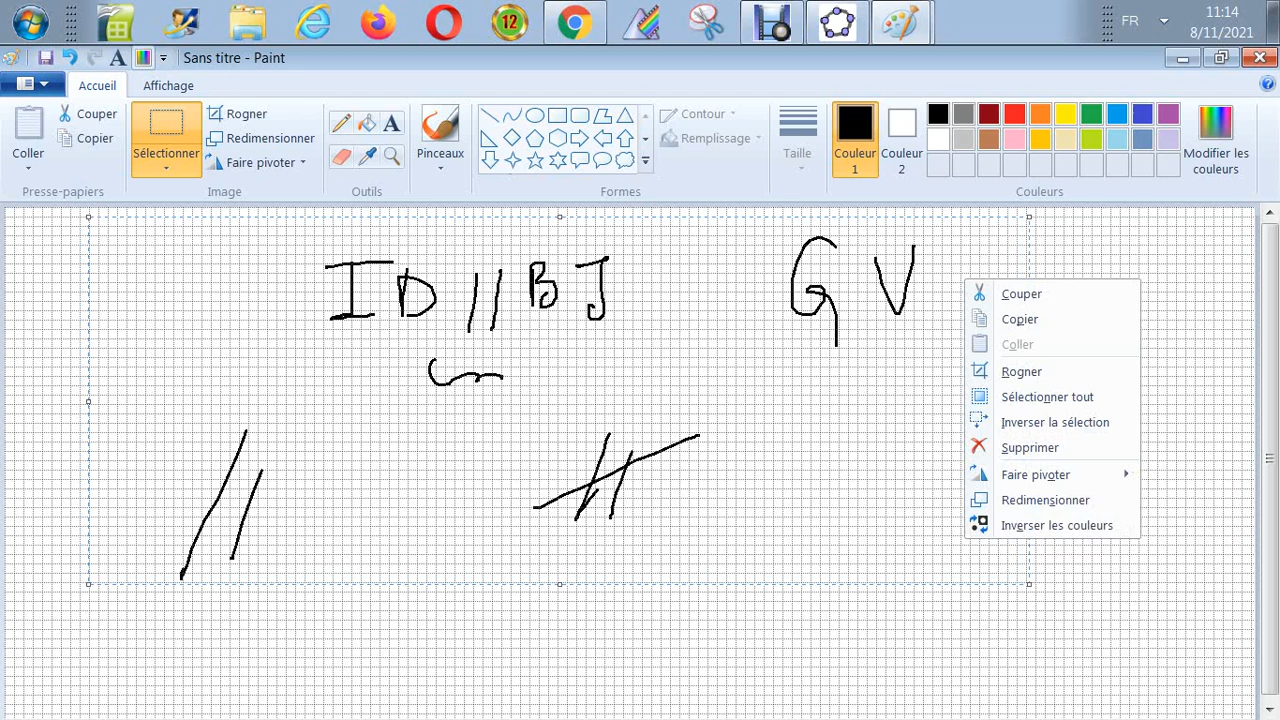 12
FR
11:14
8/11/2021
Sans titre - Paint
Accueil
Affichage
Coller
Couper
Copier
Presse-papiers
Sélectionner
Rogner
Redimensionner
Faire pivoter
Image
A
Outils
Pinceaux
Contour
Remplissage
Formes
Taille
Couleur 1
Couleur 2
Modifier les couleurs
Couleurs
ID // BJ G V
//
Couper
Copier
Coller
Rogner
Sélectionner tout
Inverser la sélection
Supprimer
Faire pivoter
Redimensionner
Inverser les couleurs